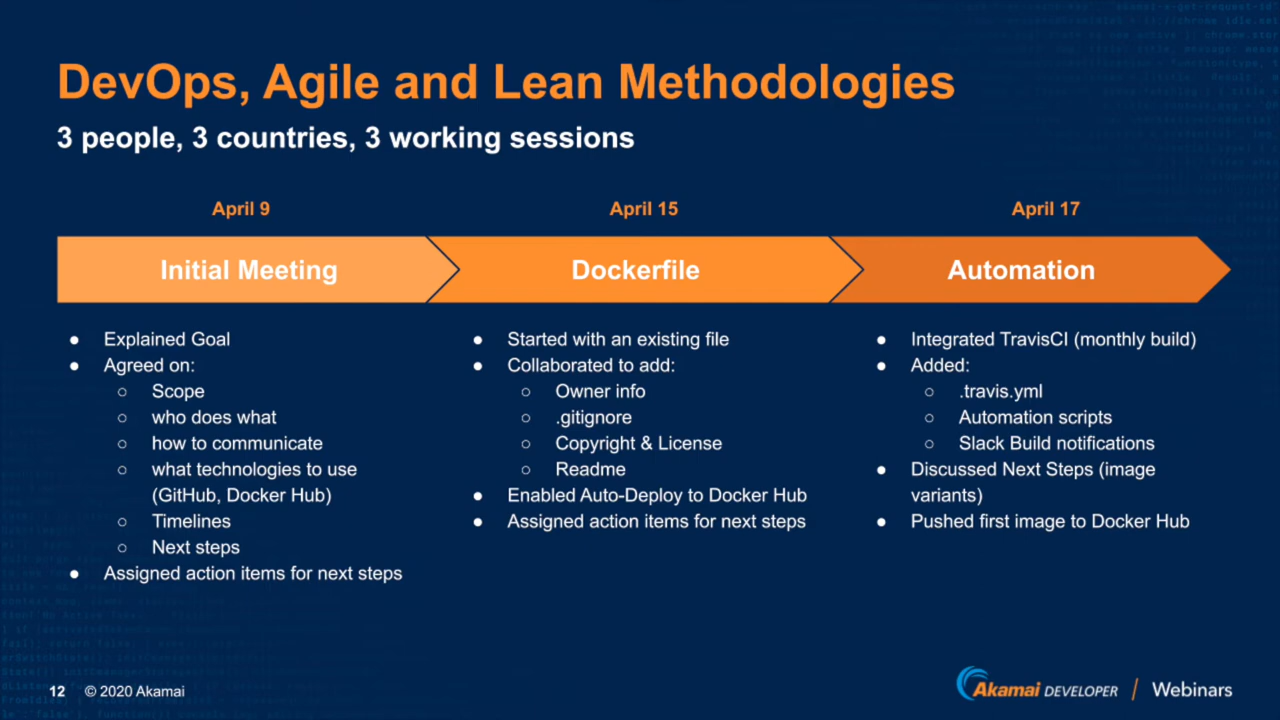 DevOps, Agile and Lean Methodologies
3 people, 3 countries, 3 working sessions
April 9
Initial Meeting
● Explained Goal
● Agreed on:
○ Scope
○ who does what
○ how to communicate
○ what technologies to use
(GitHub, Docker Hub)
○ Timelines
○ Next steps
● Assigned action items for next steps
April 15
Dockerfile
● Started with an existing file
● Collaborated to add:
○ Owner info
○ .gitignore
○ Copyright & License
○ Readme
● Enabled Auto-Deploy to Docker Hub
● Assigned action items for next steps
April 17
Automation
● Integrated TravisCI (monthly build)
● Added:
○ .travis.yml
○ Automation scripts
○ Slack Build notifications
● Discussed Next Steps (image
variants)
● Pushed first image to Docker Hub
12 © 2020 Akamai
Akamai DEVELOPER / Webinars